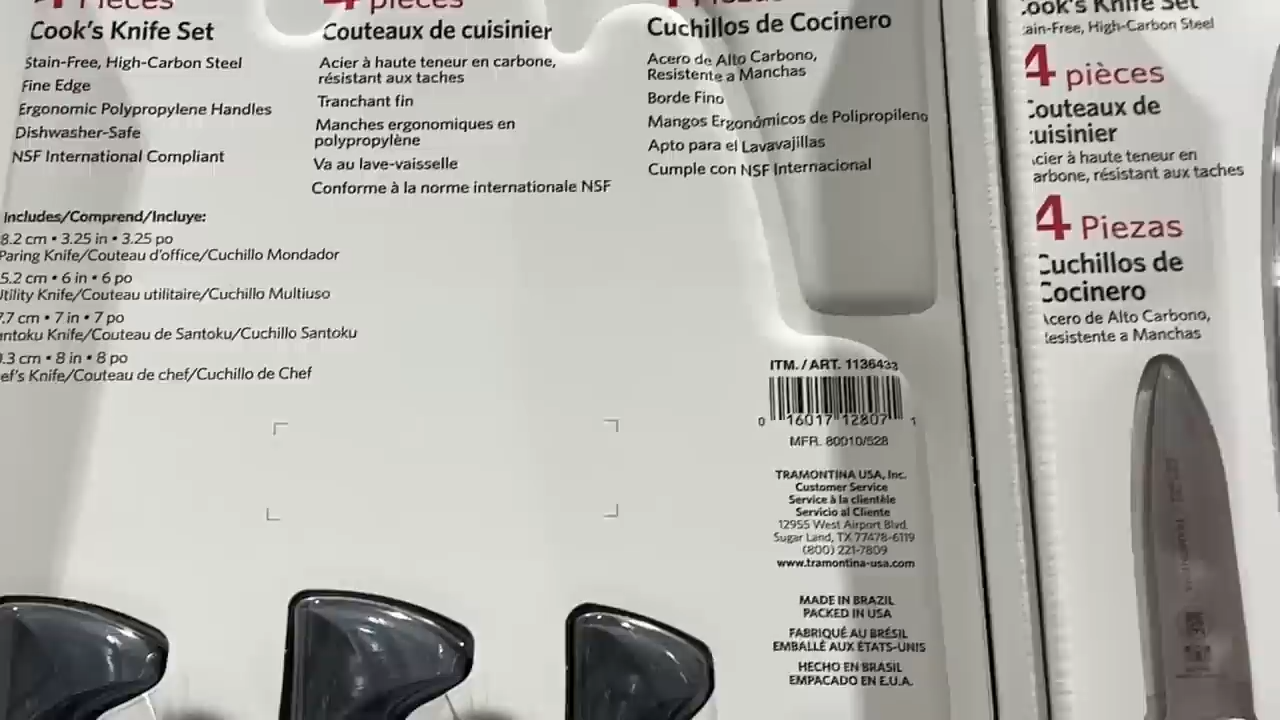 4 Pieces
Cook's Knife Set
Stain-Free, High-Carbon Steel
Fine Edge
Ergonomic Polypropylene Handles
Dishwasher-Safe
NSF International Compliant
4 pièces
Couteaux de cuisinier
Acier à haute teneur en carbone,
résistant aux taches
Tranchant fin
Manches ergonomiques en
polypropylène
Va au lave-vaisselle
Conforme à la norme internationale NSF
4 Piezas
Cuchillos de Cocinero
Acero de Alto Carbono,
Resistente a Manchas
Borde Fino
Mangos Ergonómicos de Polipropileno
Apto para el Lavavajillas
Cumple con NSF Internacional
Includes/Comprend/Incluye:
8.2 cm • 3.25 in • 3.25 po
Paring Knife/Couteau d'office/Cuchillo Mondador
5.2 cm • 6 in • 6 po
Utility Knife/Couteau utilitaire/Cuchillo Multiuso
7.7 cm • 7 in • 7 po
antoku Knife/Couteau de Santoku/Cuchillo Santoku
0.3 cm • 8 in • 8 po
ef's Knife/Couteau de chef/Cuchillo de Chef
ITM./ART. 1136433
0 16017 12807 1
MFR. 80010/528
TRAMONTINA USA, Inc.
Customer Service
Service à la clientèle
Servicio al Cliente
12955 West Airport Blvd.
Sugar Land, TX 77478-6119
(800) 221-7809
www.tramontina-usa.com
MADE IN BRAZIL
PACKED IN USA
FABRIQUÉ AU BRÉSIL
EMBALLÉ AUX ÉTATS-UNIS
HECHO EN BRASIL
EMPACADO EN E.U.A.
Cook's Knife Set
ain-Free, High-Carbon Steel
4 pièces
Couteaux de
cuisinier
Acier à haute teneur en
carbone, résistant aux taches
4 Piezas
Cuchillos de
Cocinero
Acero de Alto Carbono,
Resistente a Manchas
NSF